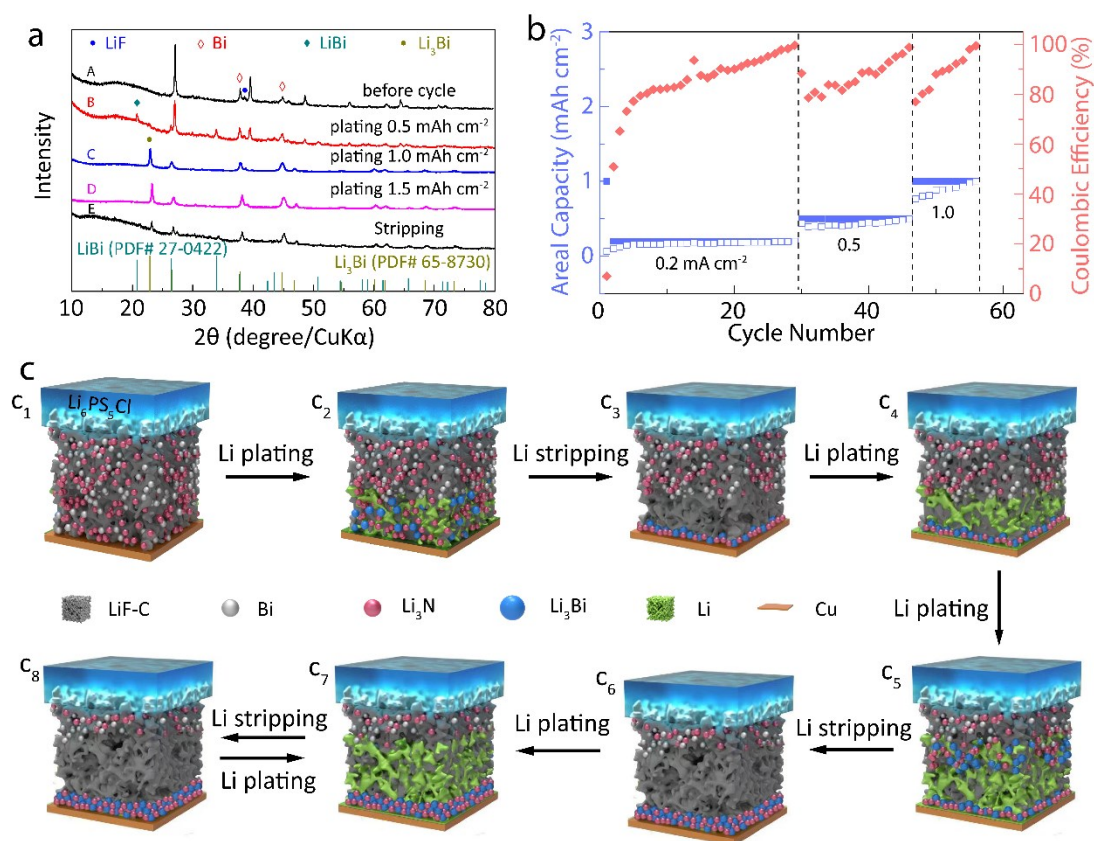 a
LiF Bi LiBi Li₃Bi
A
before cycle
B
plating 0.5 mAh cm⁻²
C
plating 1.0 mAh cm⁻²
D
plating 1.5 mAh cm⁻²
E
Stripping
LiBi (PDF# 27-0422)
Li₃Bi (PDF# 65-8730)
Intensity
10 20 30 40 50 60 70 80
2θ (degree/CuKα)
b
Areal Capacity (mAh cm⁻²)
3
2
1
0
100
80
60
40
20
0
Coulombic Efficiency (%)
0.2 mA cm⁻²
0.5
1.0
0 20 40 60
Cycle Number
c
c₁
Li₆PS₅Cl
Li plating
c₂
Li stripping
c₃
Li plating
c₄
Li plating
LiF-C Bi Li₃N Li₃Bi Li Cu
c₈
Li stripping
Li plating
c₇
Li plating
c₆
Li stripping
c₅